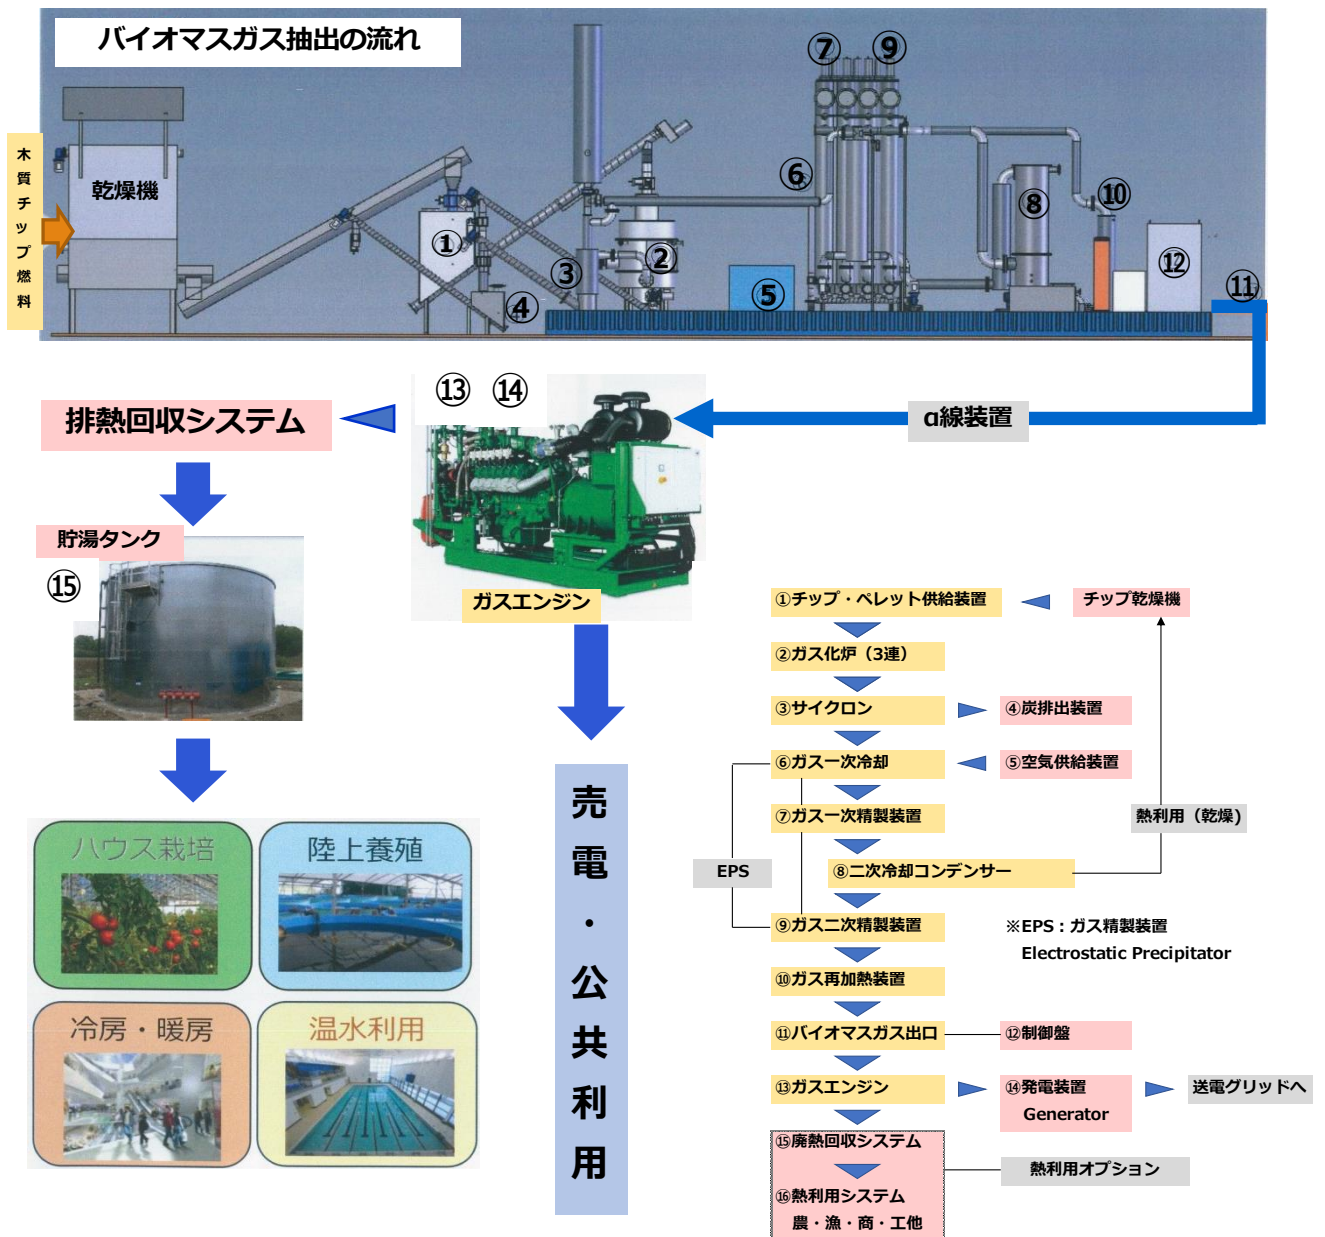 バイオマスガス抽出の流れ
⑦
⑨
木質チップ燃料
乾燥機
⑥
⑧
⑩
①
②
③
④
⑤
⑫
⑪
⑬ ⑭
排熱回収システム
α線装置
貯湯タンク
⑮
ガスエンジン
売電・公共利用
ハウス栽培
陸上養殖
冷房・暖房
温水利用
①チップ・ペレット供給装置
チップ乾燥機
②ガス化炉（3連）
③サイクロン
④炭排出装置
⑥ガス一次冷却
⑤空気供給装置
⑦ガス一次精製装置
熱利用（乾燥)
EPS
⑧二次冷却コンデンサー
⑨ガス二次精製装置
※EPS：ガス精製装置
Electrostatic Precipitator
⑩ガス再加熱装置
⑪バイオマスガス出口
⑫制御盤
⑬ガスエンジン
⑭発電装置
Generator
送電グリッドへ
⑮廃熱回収システム
熱利用オプション
⑯熱利用システム
農・漁・商・工他